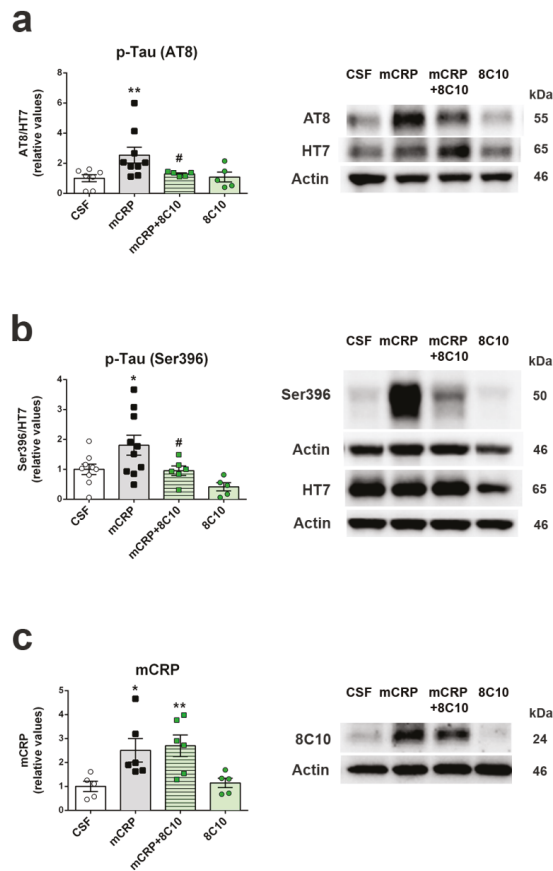 a
p-Tau (AT8)
AT8/HT7
(relative values)
8
6
4
2
0
**
#
CSF
mCRP
mCRP+8C10
8C10
CSF mCRP mCRP 8C10
+8C10
kDa
AT8 55
HT7 65
Actin 46
b
p-Tau (Ser396)
Ser396/HT7
(relative values)
4
3
2
1
0
*
#
CSF
mCRP
mCRP+8C10
8C10
CSF mCRP mCRP 8C10
+8C10
kDa
Ser396 50
Actin 46
HT7 65
Actin 46
c
mCRP
mCRP
(relative values)
5
4
3
2
1
0
*
**
CSF
mCRP
mCRP+8C10
8C10
CSF mCRP mCRP 8C10
+8C10
kDa
8C10 24
Actin 46